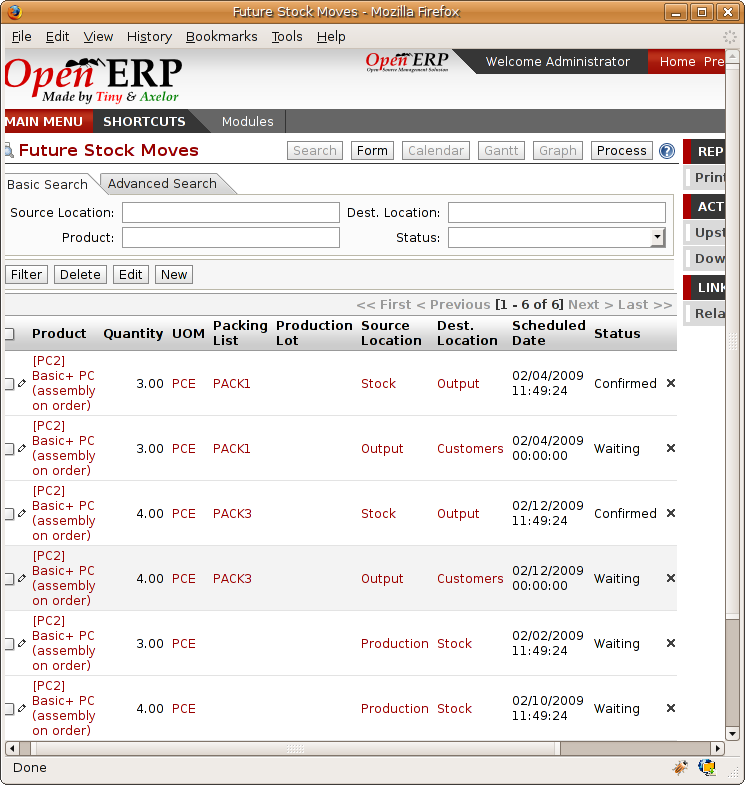 Future Stock Moves - Mozilla Firefox
File Edit View History Bookmarks Tools Help
Open ERP
Made by Tiny & Axelor
Open ERP
Open Source Management Solution
Welcome Administrator
Home Pre
MAIN MENU SHORTCUTS Modules
Future Stock Moves
Search Form Calendar Gantt Graph Process ?
REP
Print
ACT
Upst
Dow
LINK
Rela
Basic Search Advanced Search
Source Location: Dest. Location:
Product: Status:
Filter Delete Edit New
<< First < Previous [1 - 6 of 6] Next > Last >>
Product Quantity UOM Packing List Production Lot Source Location Dest. Location Scheduled Date Status
[PC2] Basic+ PC (assembly on order) 3.00 PCE PACK1 Stock Output 02/04/2009 11:49:24 Confirmed
[PC2] Basic+ PC (assembly on order) 3.00 PCE PACK1 Output Customers 02/04/2009 00:00:00 Waiting
[PC2] Basic+ PC (assembly on order) 4.00 PCE PACK3 Stock Output 02/12/2009 11:49:24 Confirmed
[PC2] Basic+ PC (assembly on order) 4.00 PCE PACK3 Output Customers 02/12/2009 00:00:00 Waiting
[PC2] Basic+ PC (assembly on order) 3.00 PCE Production Stock 02/02/2009 11:49:24 Waiting
[PC2] Basic+ PC (assembly on order) 4.00 PCE Production Stock 02/10/2009 11:49:24 Waiting
Done